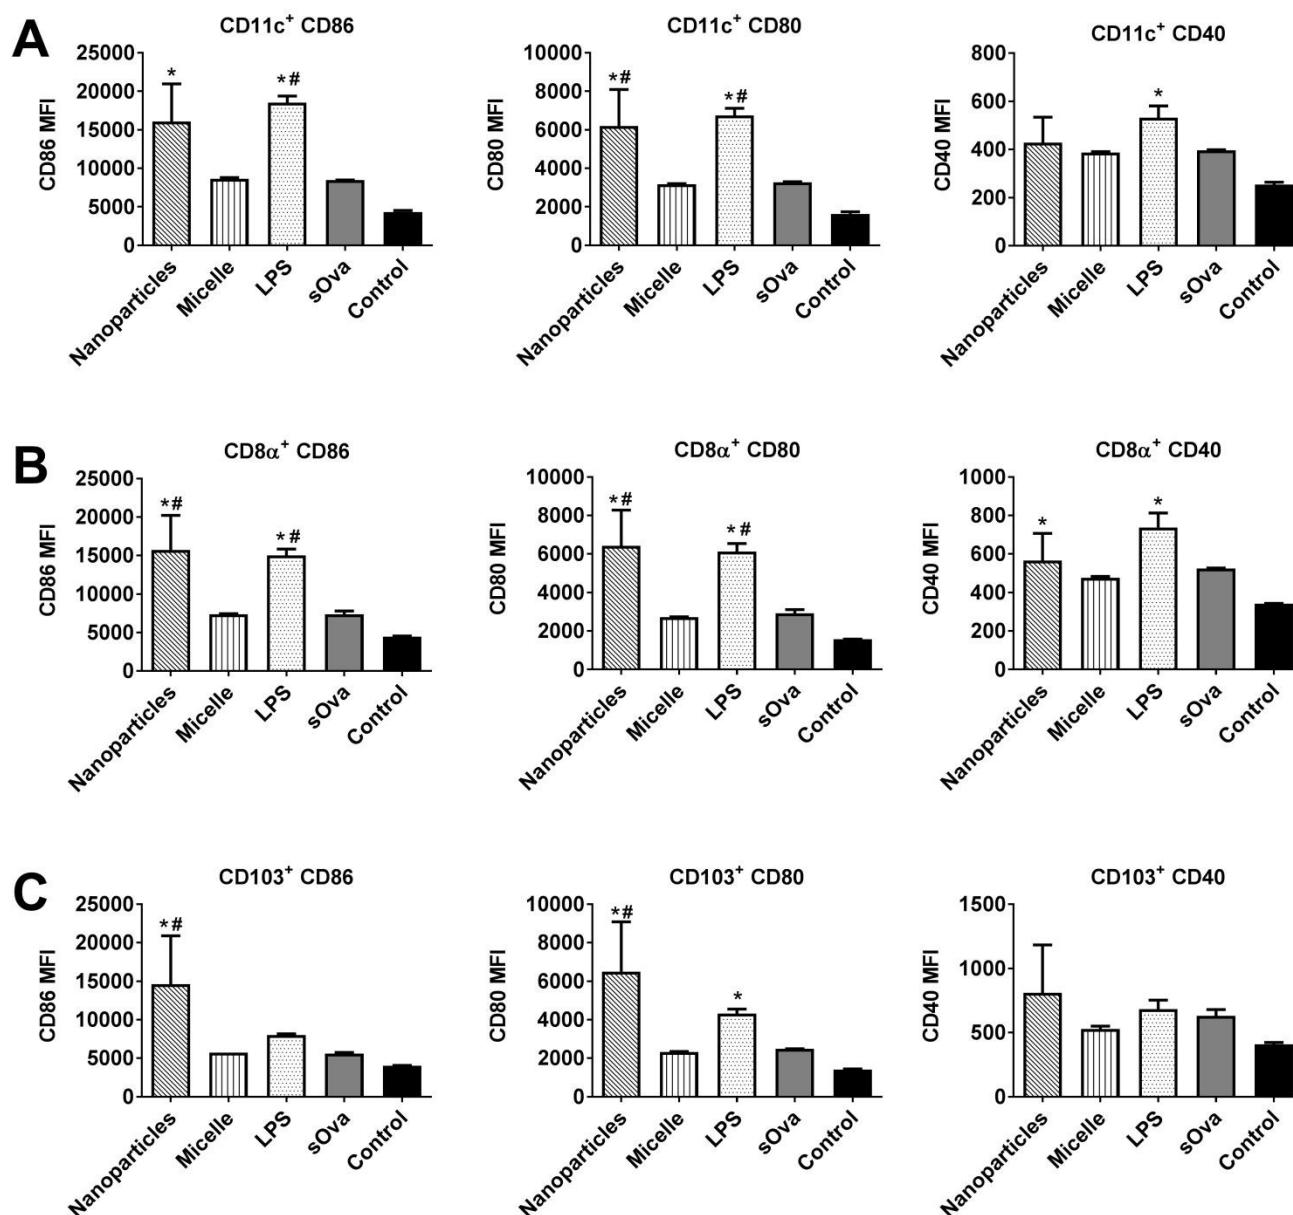 A
CD11c⁺ CD86
CD86 MFI
25000
20000
15000
10000
5000
0
*
*#
Nanoparticles
Micelle
LPS
sOva
Control
CD11c⁺ CD80
CD80 MFI
10000
8000
6000
4000
2000
0
*#
*#
Nanoparticles
Micelle
LPS
sOva
Control
CD11c⁺ CD40
CD40 MFI
800
600
400
200
0
*
Nanoparticles
Micelle
LPS
sOva
Control
B
CD8α⁺ CD86
CD86 MFI
25000
20000
15000
10000
5000
0
*#
*#
Nanoparticles
Micelle
LPS
sOva
Control
CD8α⁺ CD80
CD80 MFI
10000
8000
6000
4000
2000
0
*#
*#
Nanoparticles
Micelle
LPS
sOva
Control
CD8α⁺ CD40
CD40 MFI
1000
800
600
400
200
0
*
*
Nanoparticles
Micelle
LPS
sOva
Control
C
CD103⁺ CD86
CD86 MFI
25000
20000
15000
10000
5000
0
*#
Nanoparticles
Micelle
LPS
sOva
Control
CD103⁺ CD80
CD80 MFI
10000
8000
6000
4000
2000
0
*#
*
Nanoparticles
Micelle
LPS
sOva
Control
CD103⁺ CD40
CD40 MFI
1500
1000
500
0
Nanoparticles
Micelle
LPS
sOva
Control